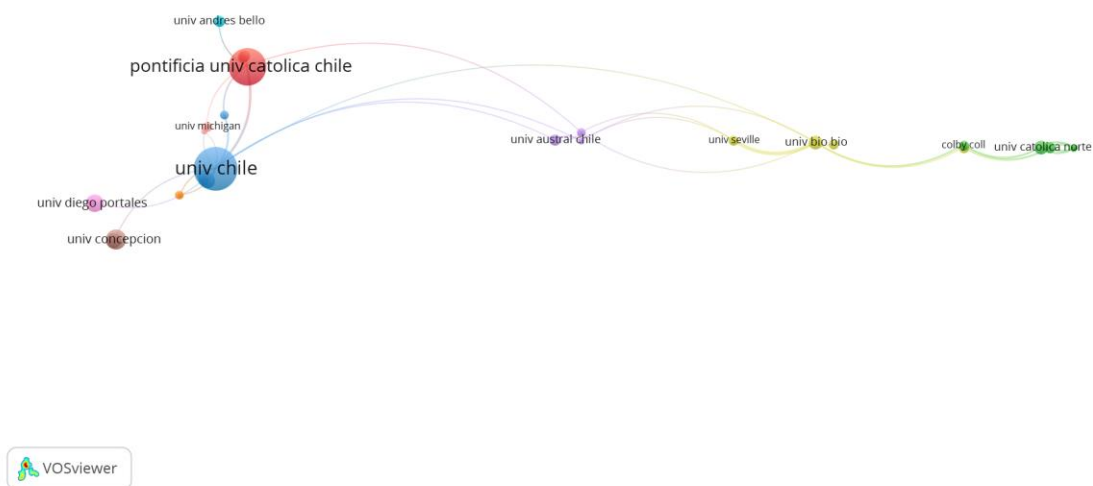 univ andres bello
pontificia univ catolica chile
univ michigan
univ chile
univ diego portales
univ concepcion
univ austral chile
univ seville
univ bio bio
colby coll
univ catolica norte
VOSviewer